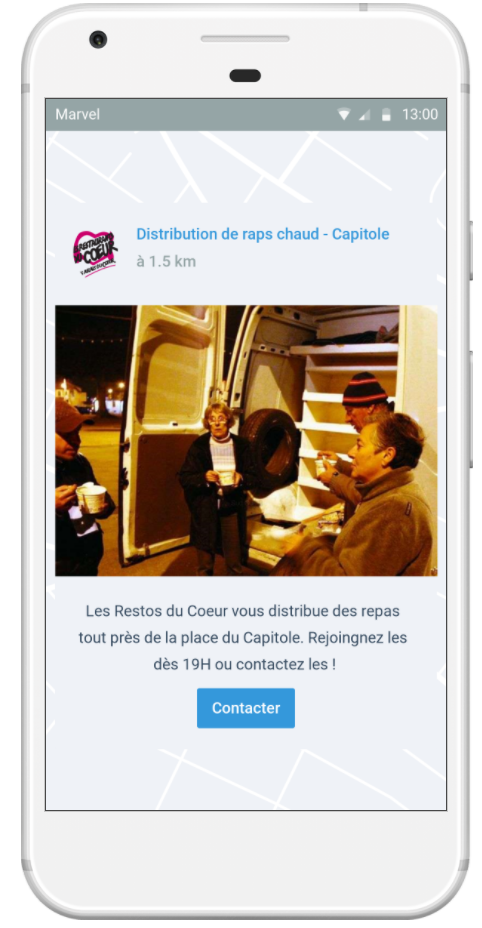 Marvel 13:00
Distribution de raps chaud - Capitole
à 1.5 km
RESTAURANTS
DU COEUR
Les Restos du Coeur vous distribue des repas
tout près de la place du Capitole. Rejoingnez les
dès 19H ou contactez les !
Contacter